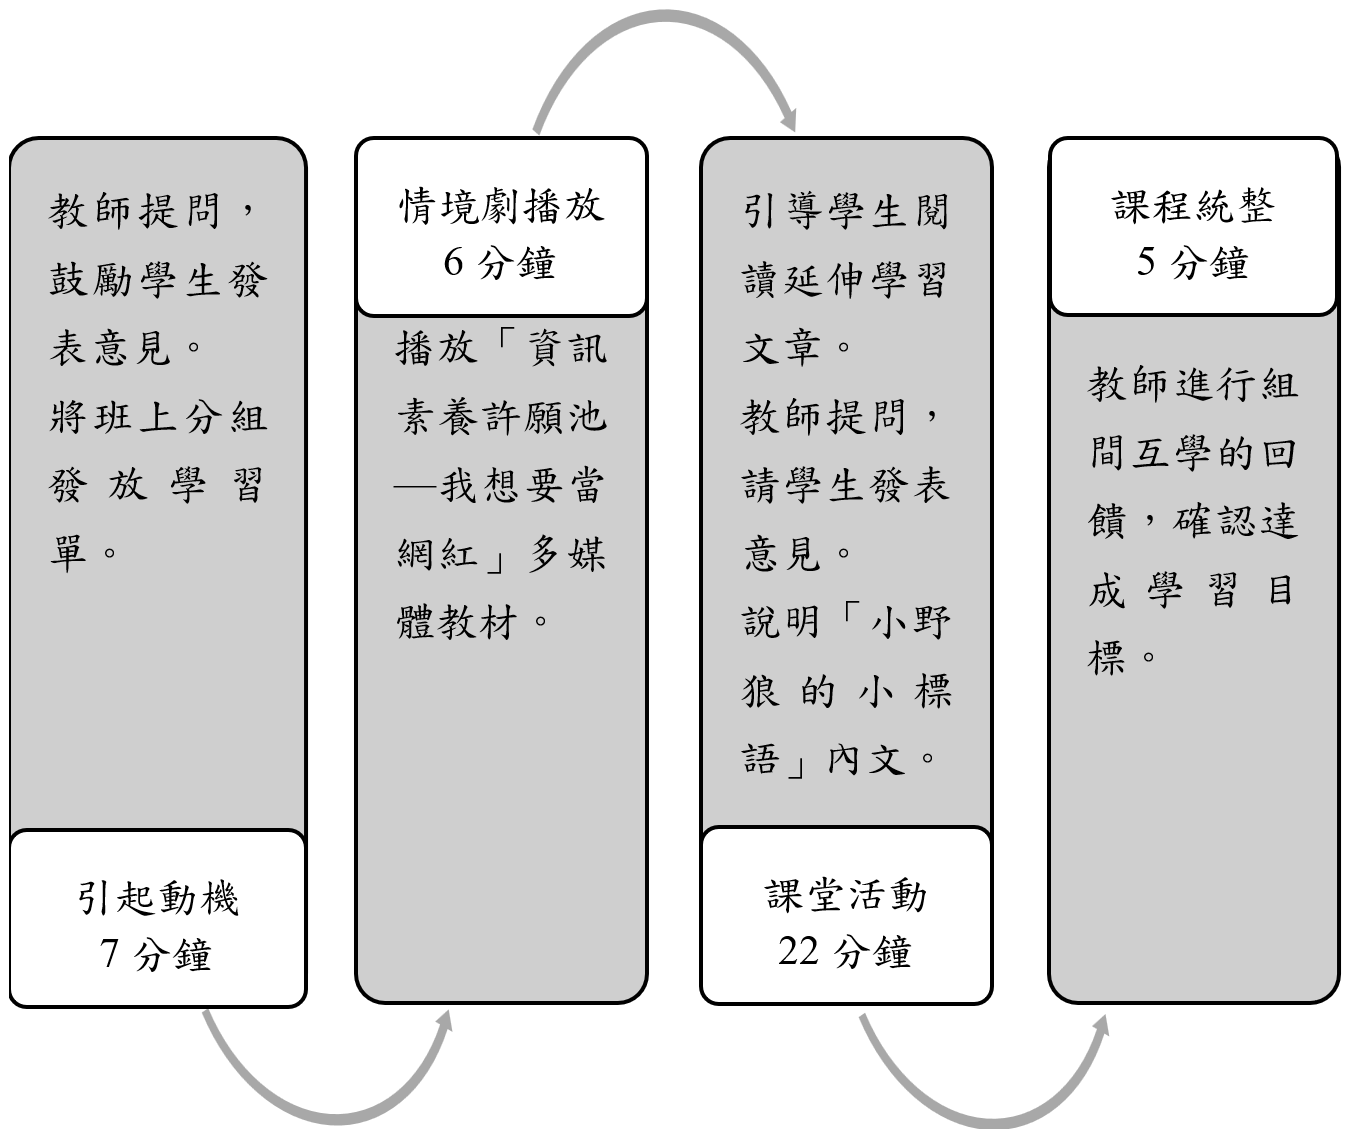 教師提問，
鼓勵學生發
表意見。
將班上分組
發放學習
單。
引起動機
7 分鐘
情境劇播放
6 分鐘
播放「資訊
素養許願池
—我想要當
網紅」多媒
體教材。
引導學生閱
讀延伸學習
文章。
教師提問，
請學生發表
意見。
說明「小野
狼的小標
語」內文。
課堂活動
22 分鐘
課程統整
5 分鐘
教師進行組
間互學的回
饋，確認達
成學習目
標。